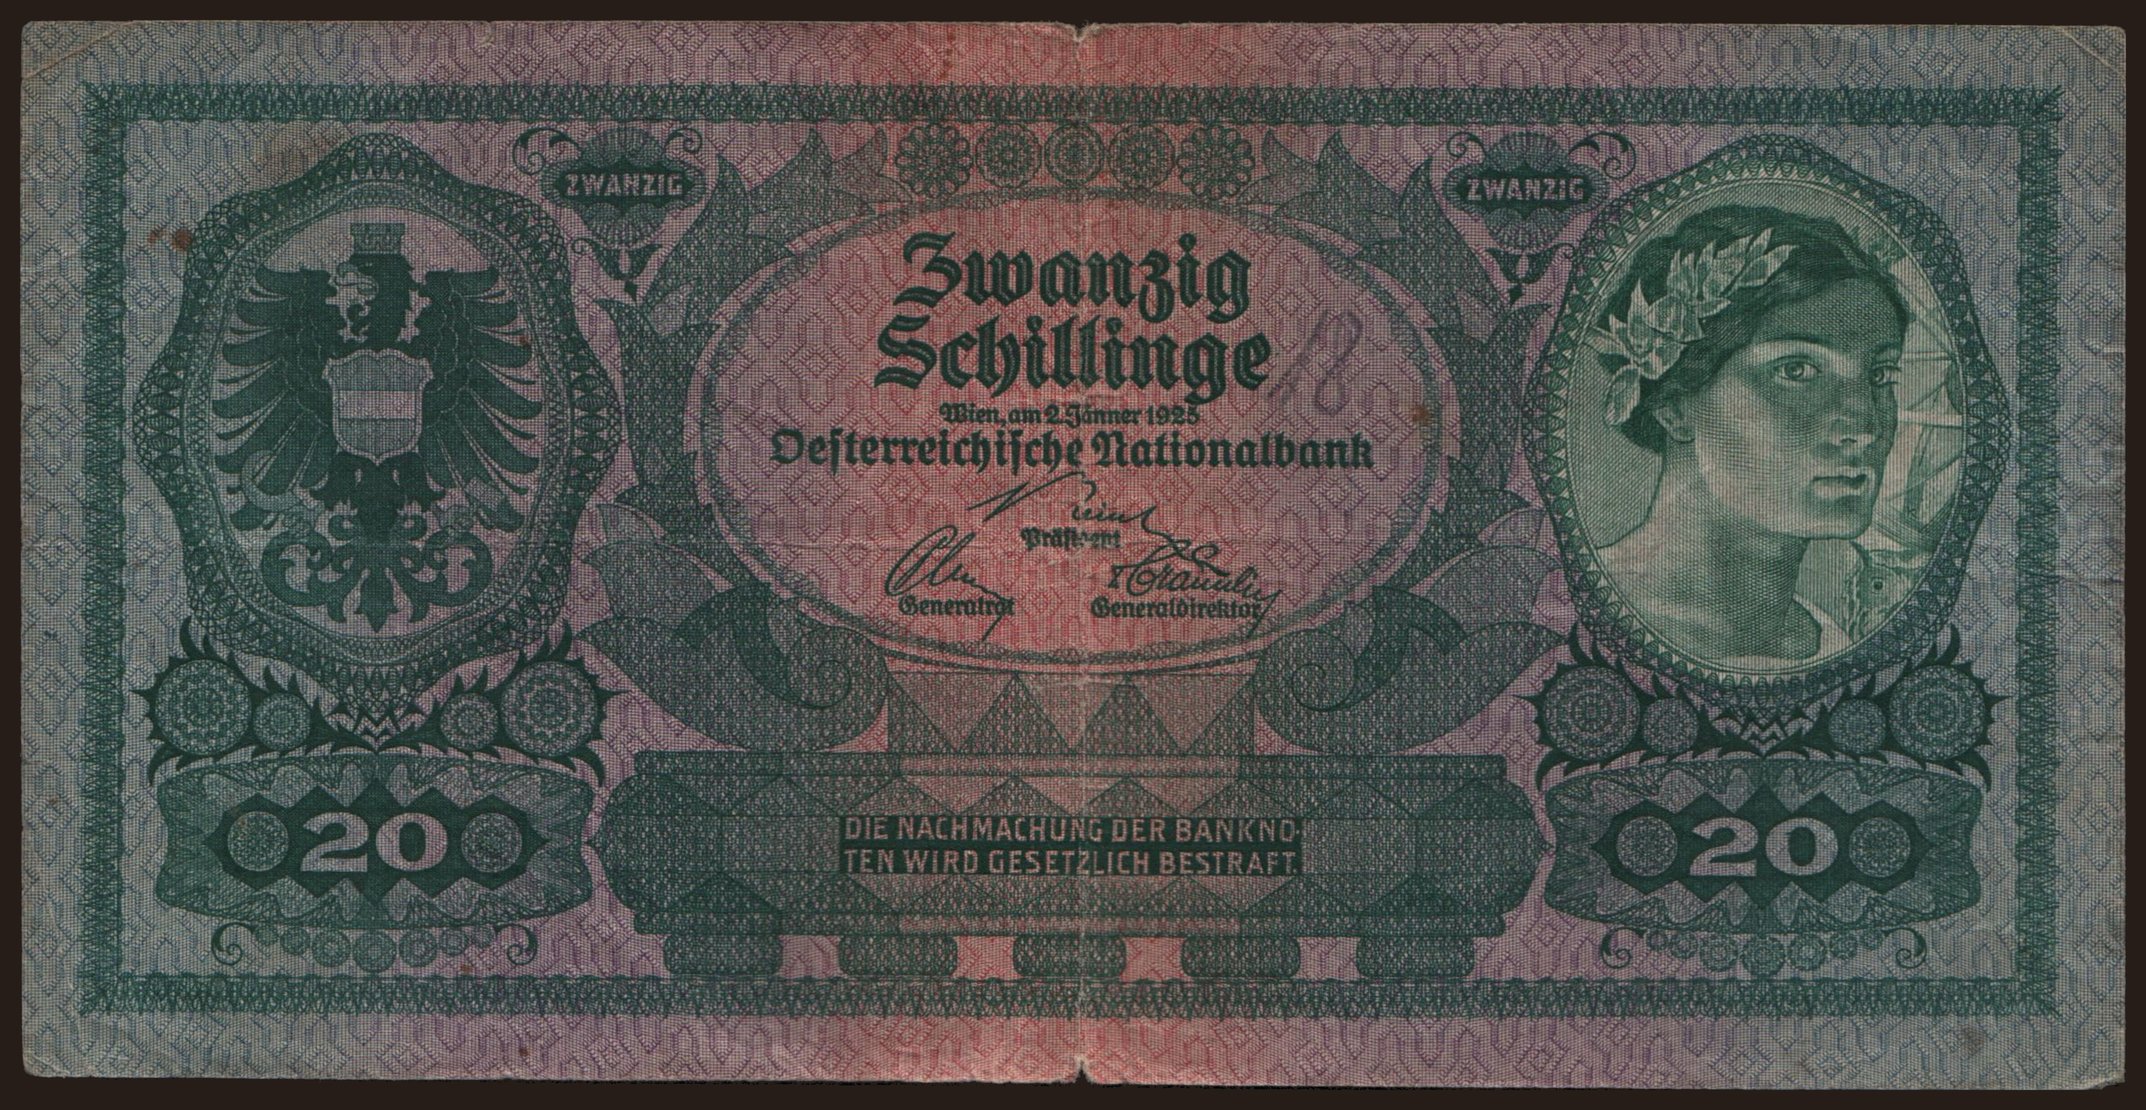 ZWANZIG
ZWANZIG
Zwanzig
Schillinge
18
Wien, am 2. Jänner 1925
Oesterreichische Nationalbank
Präsident
Generalrat
Generaldirektor
20
20
DIE NACHMACHUNG DER BANKNO-
TEN WIRD GESETZLICH BESTRAFT.